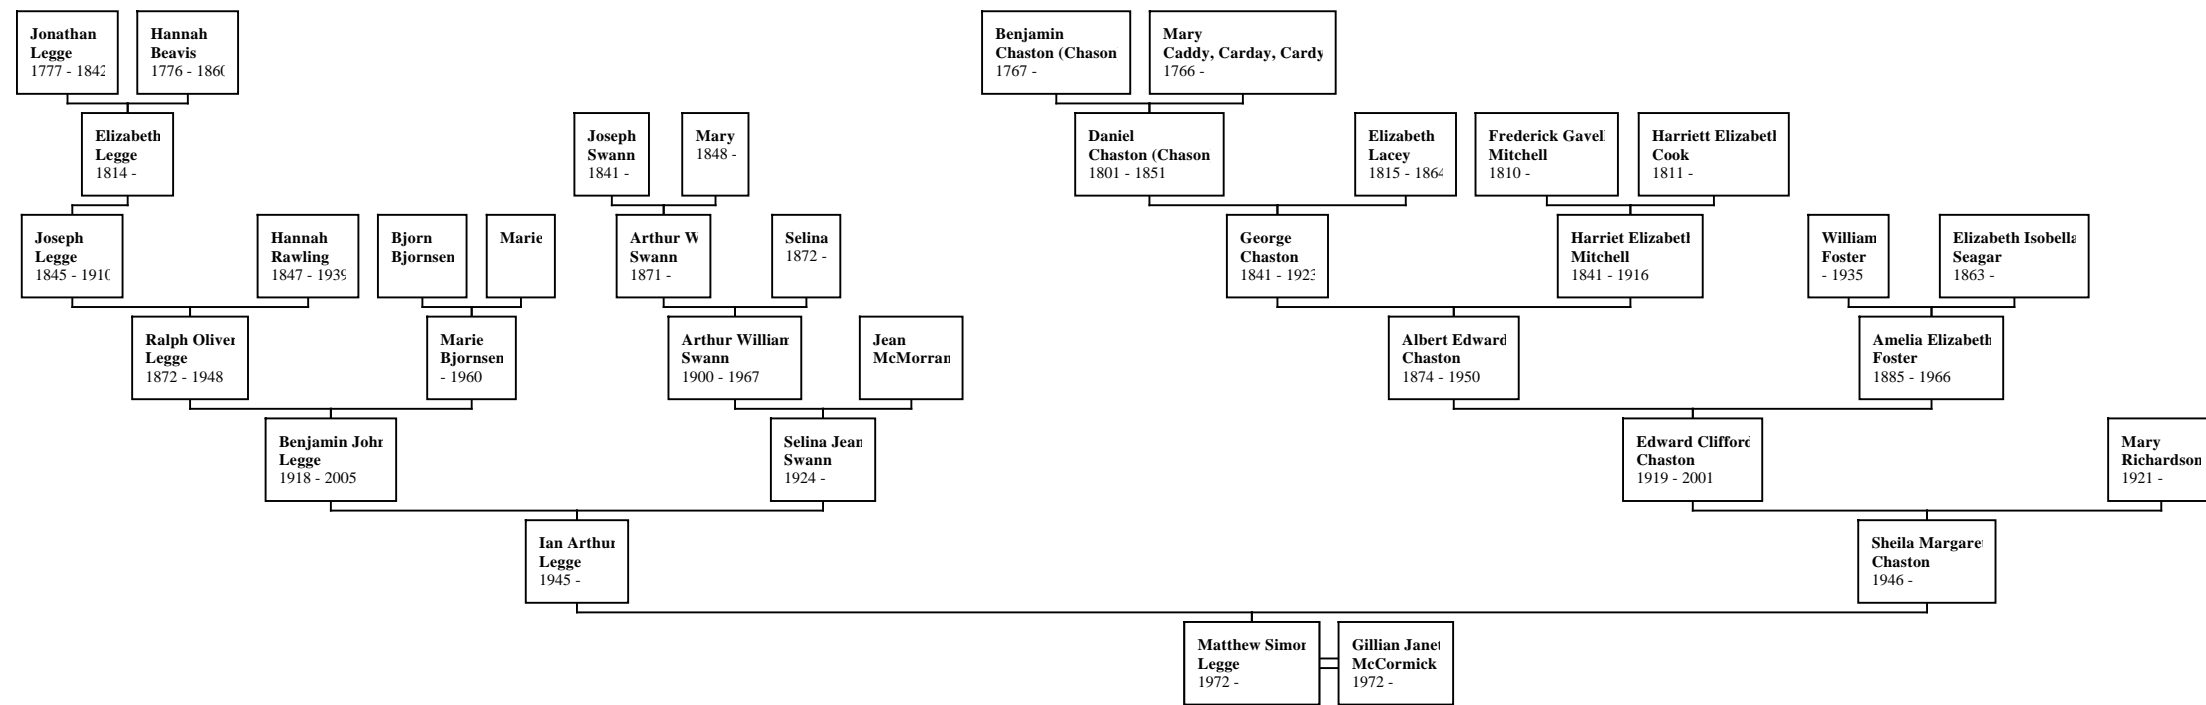 Jonathan
Legge
1777 - 1842
Hannah
Beavis
1776 - 1860
Benjamin
Chaston (Chason
1767 -
Mary
Caddy, Carday, Cardy
1766 -
Elizabeth
Legge
1814 -
Joseph
Swann
1841 -
Mary
1848 -
Daniel
Chaston (Chason
1801 - 1851
Elizabeth
Lacey
1815 - 1864
Frederick Gavel
Mitchell
1810 -
Harriett Elizabet
Cook
1811 -
Joseph
Legge
1845 - 1910
Hannah
Rawling
1847 - 1939
Bjorn
Bjornsen
Marie
Arthur W
Swann
1871 -
Selina
1872 -
George
Chaston
1841 - 1923
Harriet Elizabet
Mitchell
1841 - 1916
William
Foster
- 1935
Elizabeth Isobella
Seagar
1863 -
Ralph Oliver
Legge
1872 - 1948
Marie
Bjornsen
- 1960
Arthur William
Swann
1900 - 1967
Jean
McMorran
Albert Edward
Chaston
1874 - 1950
Amelia Elizabeth
Foster
1885 - 1966
Benjamin John
Legge
1918 - 2005
Selina Jean
Swann
1924 -
Edward Clifford
Chaston
1919 - 2001
Mary
Richardson
1921 -
Ian Arthur
Legge
1945 -
Sheila Margare
Chaston
1946 -
Matthew Simon
Legge
1972 -
Gillian Janet
McCormick
1972 -